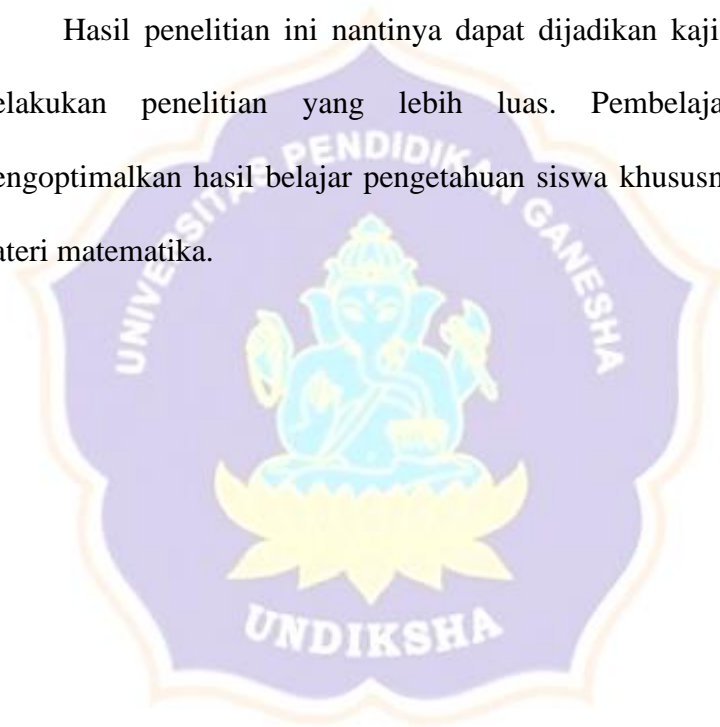 Hasil penelitian ini nantinya dapat dijadikan kaji
elakukan penelitian yang lebih luas. Pembelaja
engoptimalkan hasil belajar pengetahuan siswa khususn
ateri matematika.
UNIVERSITAS PENDIDIKAN GANESHA
UNDIKSHA